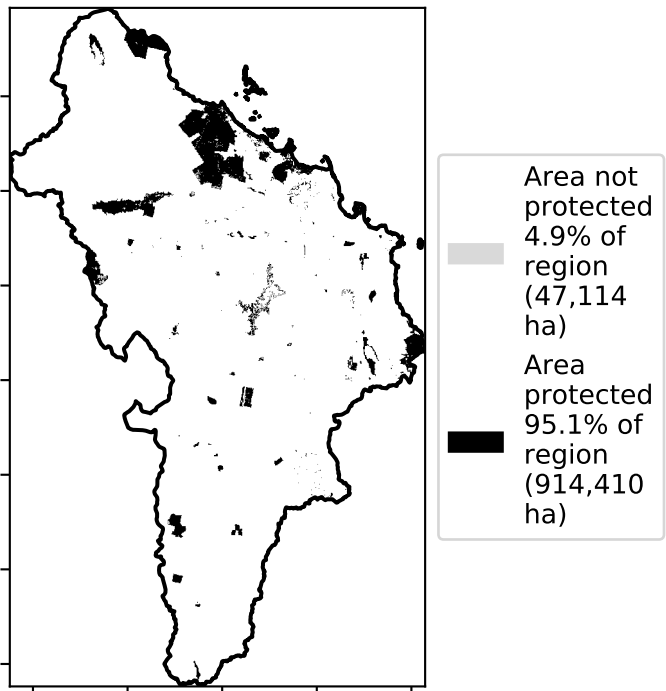 Area not
protected
4.9% of
region
(47,114
ha)
Area
protected
95.1% of
region
(914,410
ha)